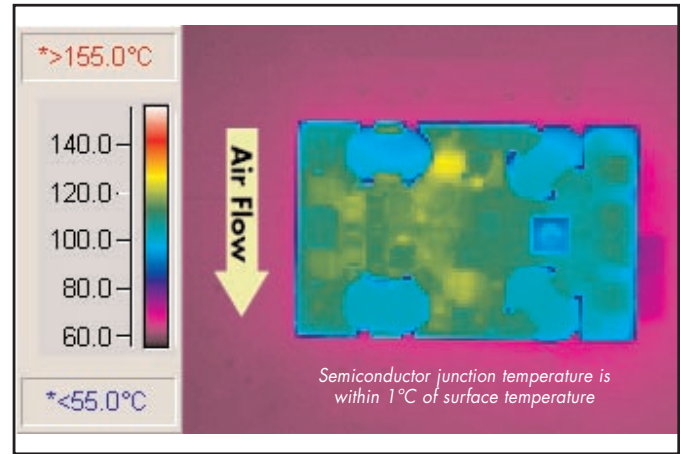 *>155.0°C
140.0
120.0
100.0
80.0
60.0
*<55.0°C
Air Flow
Semiconductor junction temperature is
within 1°C of surface temperature